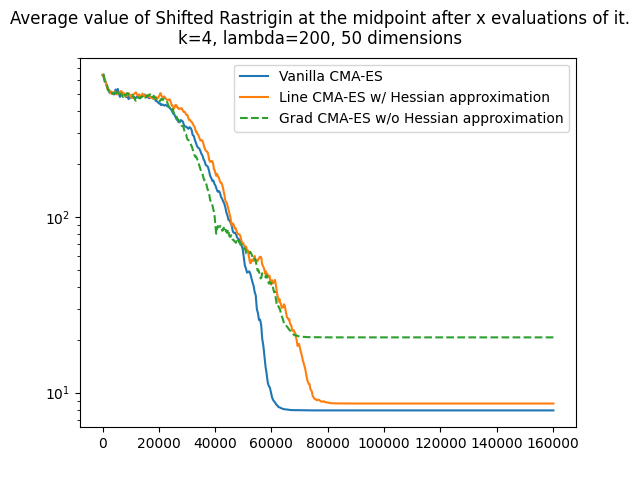 Average value of Shifted Rastrigin at the midpoint after x evaluations of it.
k=4, lambda=200, 50 dimensions
Vanilla CMA-ES
Line CMA-ES w/ Hessian approximation
Grad CMA-ES w/o Hessian approximation
10²
10¹
0 20000 40000 60000 80000 100000 120000 140000 160000